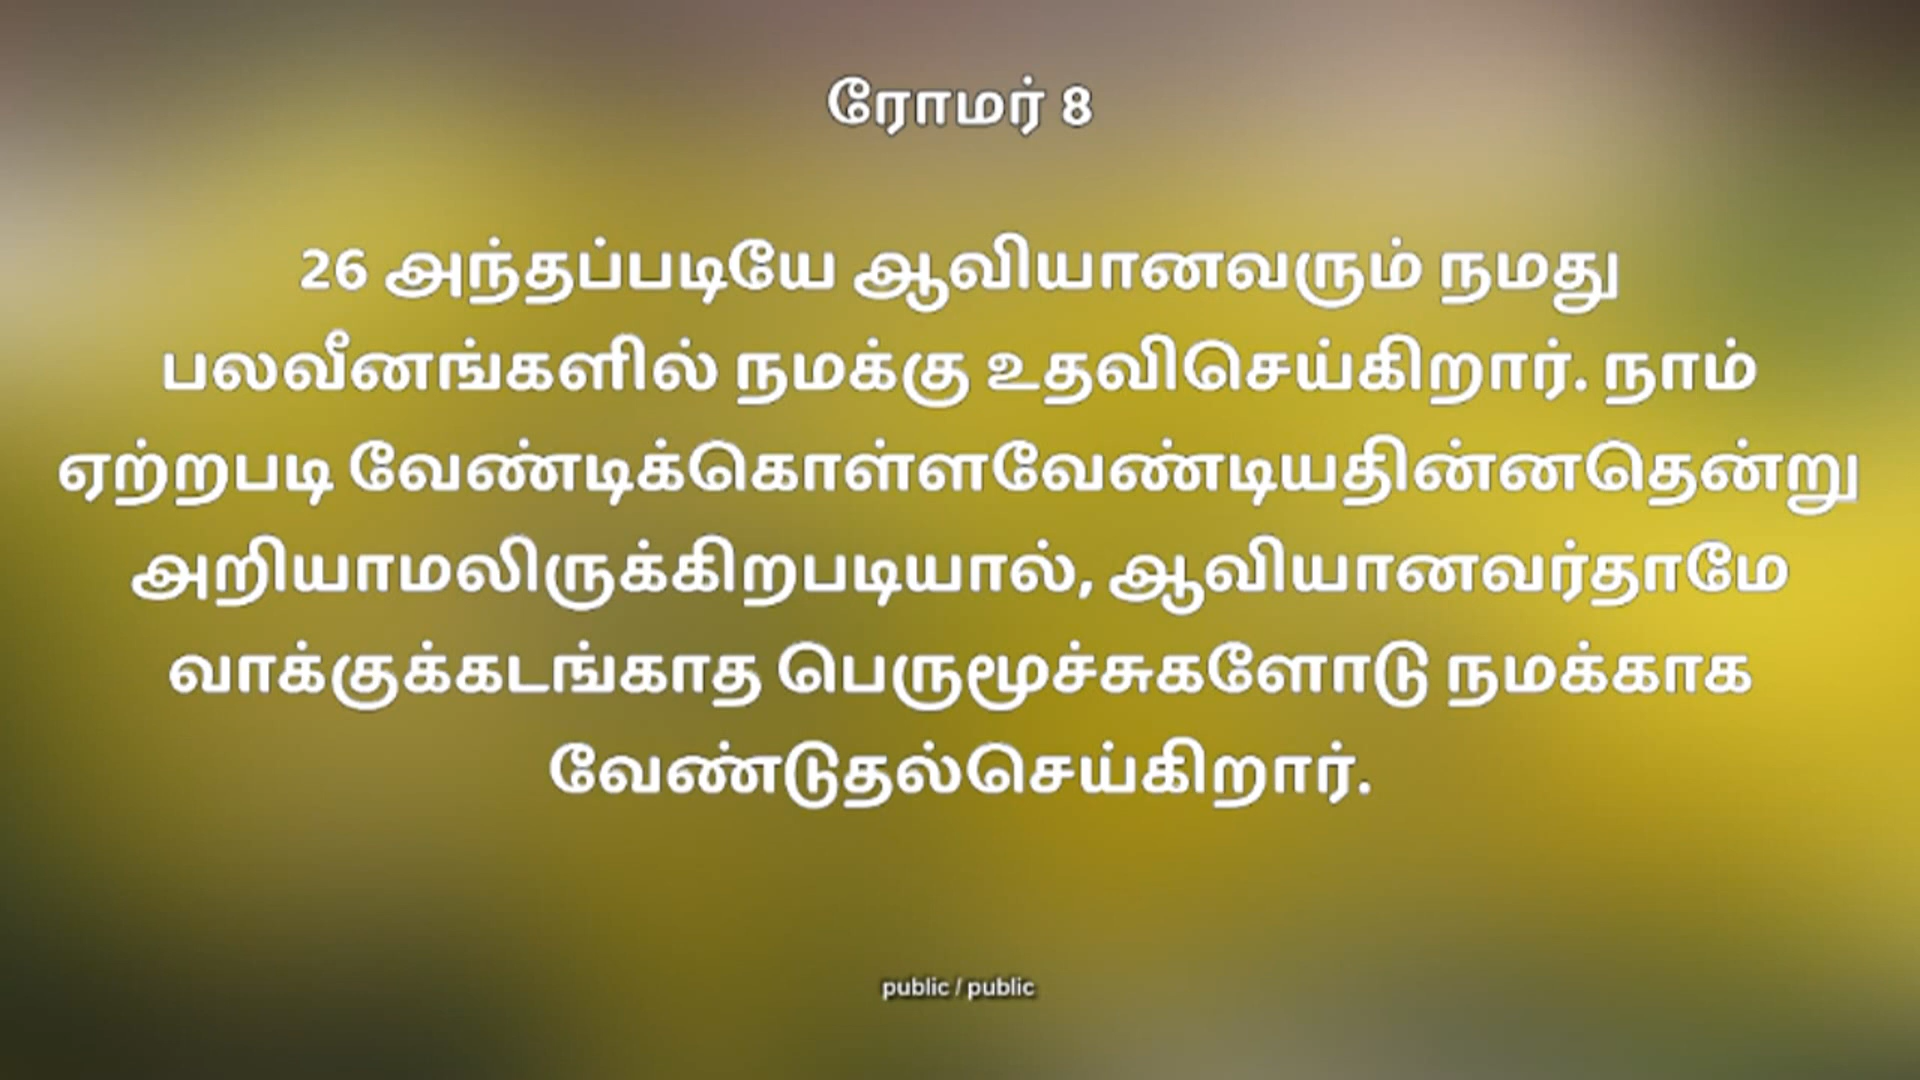 ரோமர் 8
26 அந்தப்படியே ஆவியானவரும் நமது
பலவீனங்களில் நமக்கு உதவிசெய்கிறார். நாம்
ஏற்றபடி வேண்டிக்கொள்ளவேண்டியதின்னதென்று
அறியாமலிருக்கிறபடியால், ஆவியானவர்தாமே
வாக்குக்கடங்காத பெருமூச்சுகளோடு நமக்காக
வேண்டுதல்செய்கிறார்.
public / public